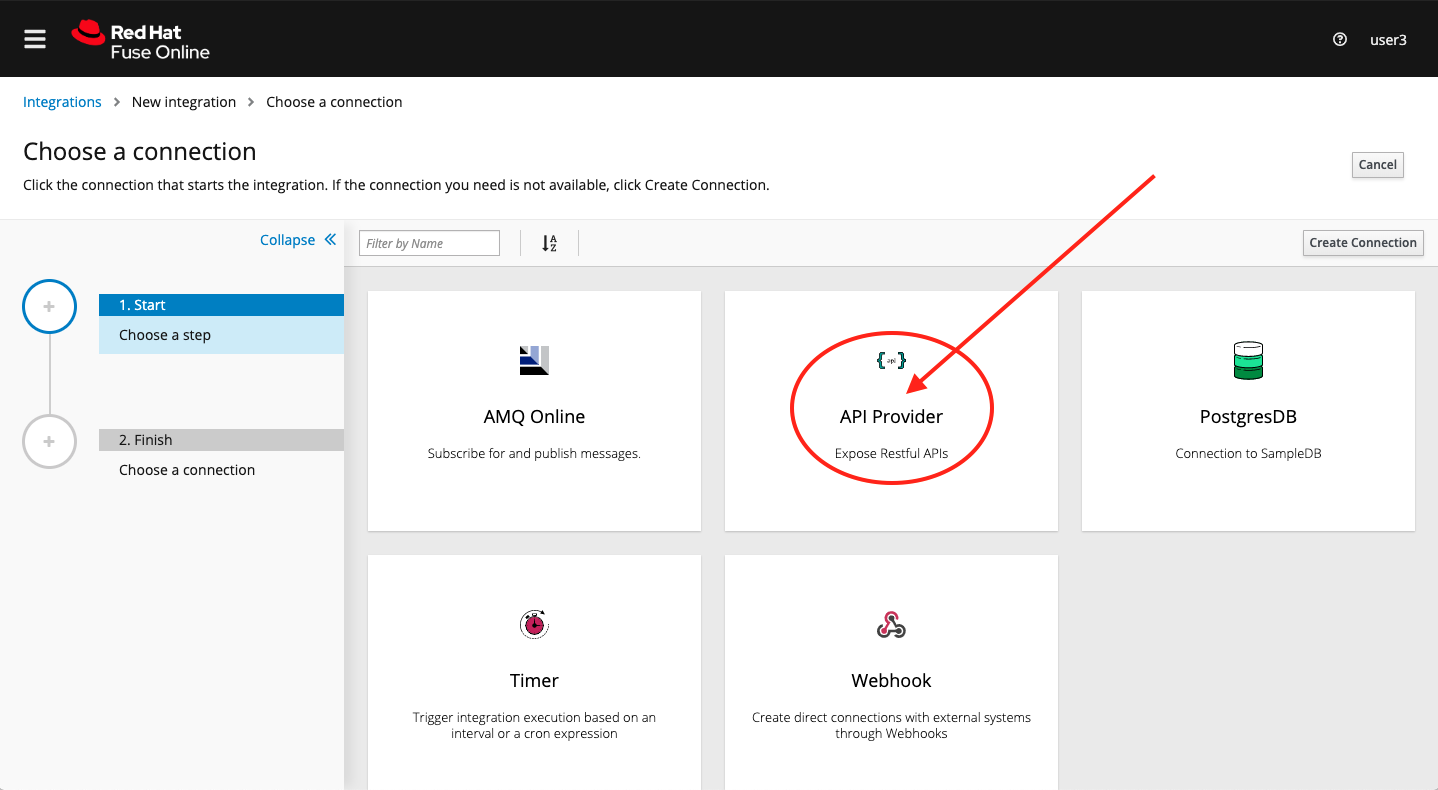 Red Hat
Fuse Online
user3
Integrations > New integration > Choose a connection
Choose a connection
Click the connection that starts the integration. If the connection you need is not available, click Create Connection.
Cancel
Collapse
Filter by Name
A
Z
Create Connection
1. Start
Choose a step
2. Finish
Choose a connection
AMQ Online
Subscribe for and publish messages.
{api}
API Provider
Expose Restful APIs
PostgresDB
Connection to SampleDB
Timer
Trigger integration execution based on an
interval or a cron expression
Webhook
Create direct connections with external systems
through Webhooks